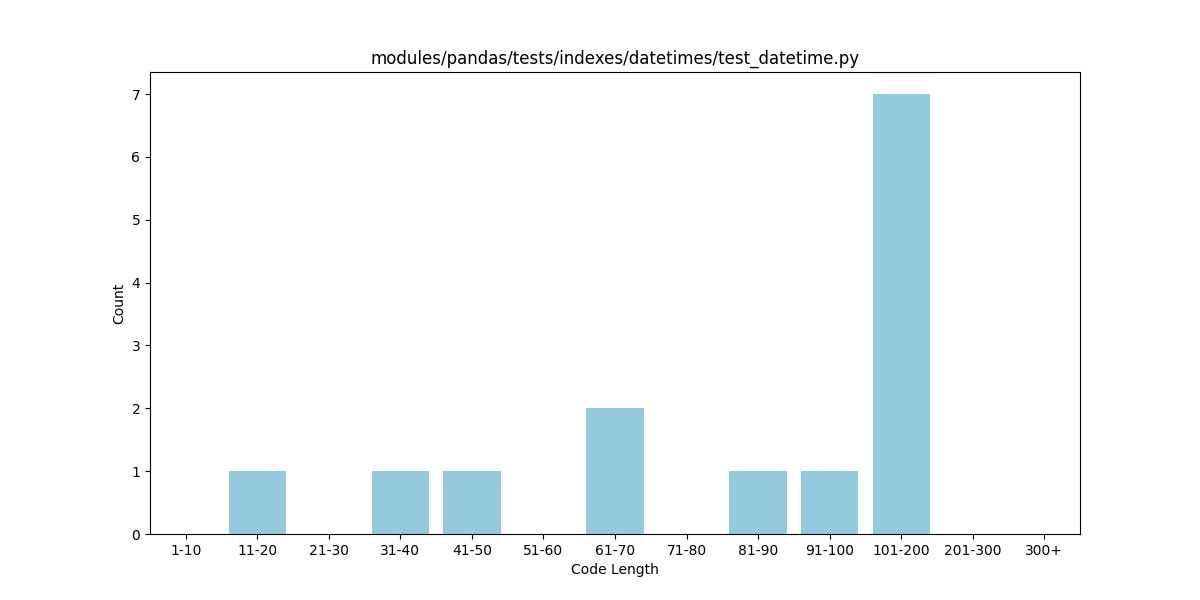 modules/pandas/tests/indexes/datetimes/test_datetime.py
7
6
5
4
3
2
1
0
Count
1-10 11-20 21-30 31-40 41-50 51-60 61-70 71-80 81-90 91-100 101-200 201-300 300+
Code Length